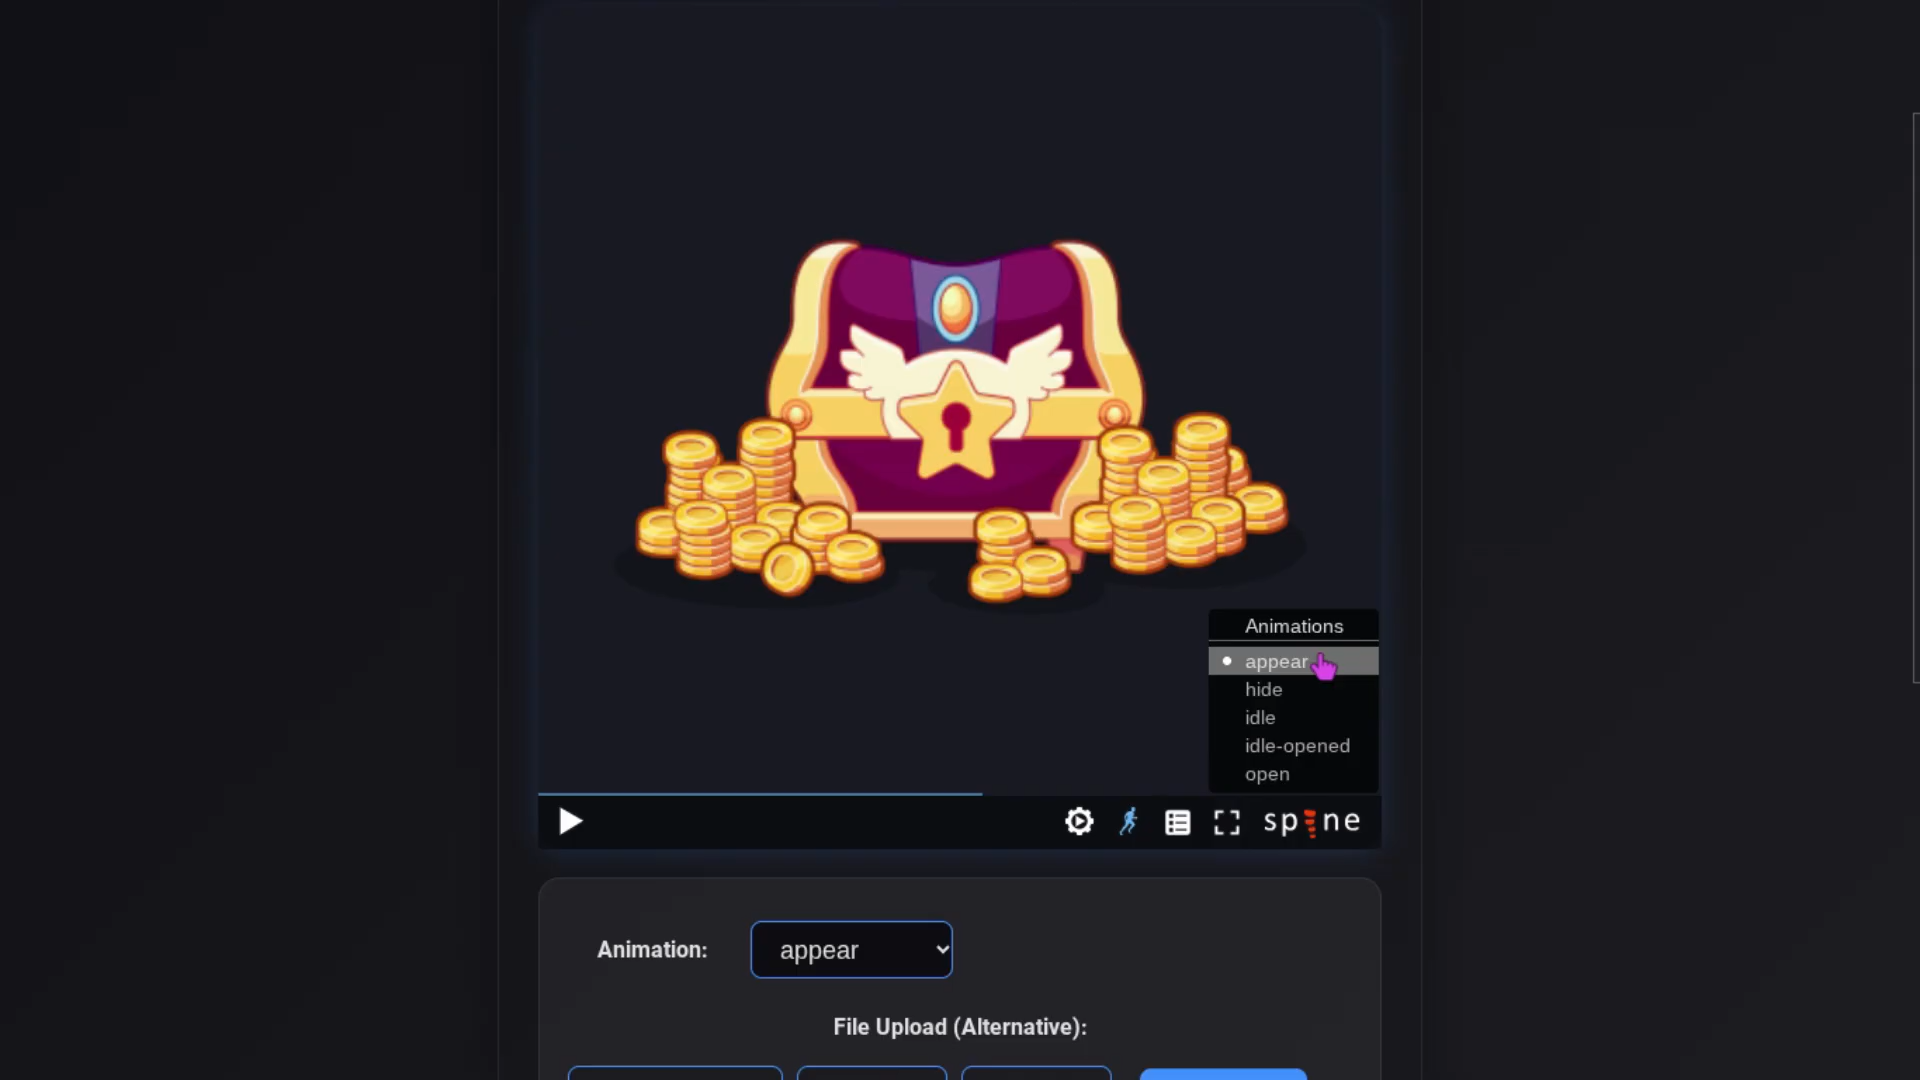 Animations
appear
hide
idle
idle-opened
open
spine
Animation:
appear
File Upload (Alternative):